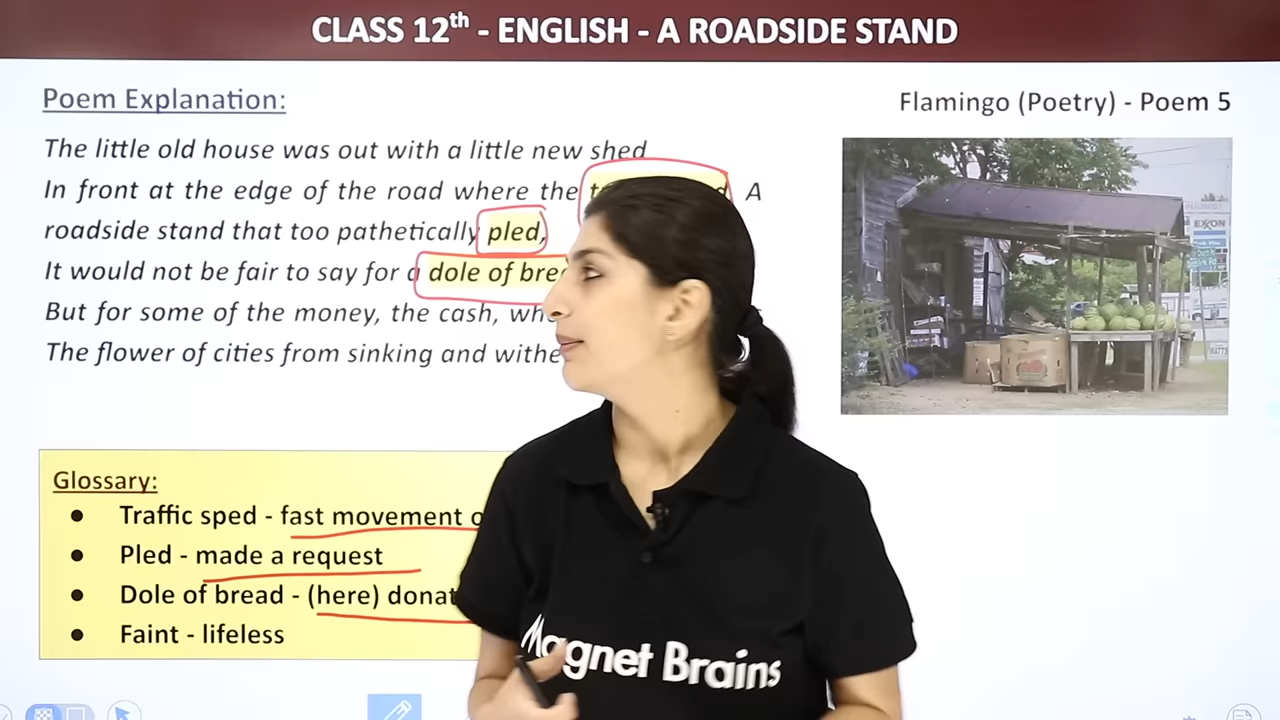 CLASS 12th - ENGLISH - A ROADSIDE STAND
Poem Explanation:
Flamingo (Poetry) - Poem 5
The little old house was out with a little new shed
In front at the edge of the road where the A
roadside stand that too pathetically pled,
It would not be fair to say for a dole of
But for some of the money, the cash,
The flower of cities from sinking and
EXXON
Glossary:
Traffic sped - fast movement
Pled - made a request
Dole of bread - (here)
Faint - lifeless
Magnet Brains